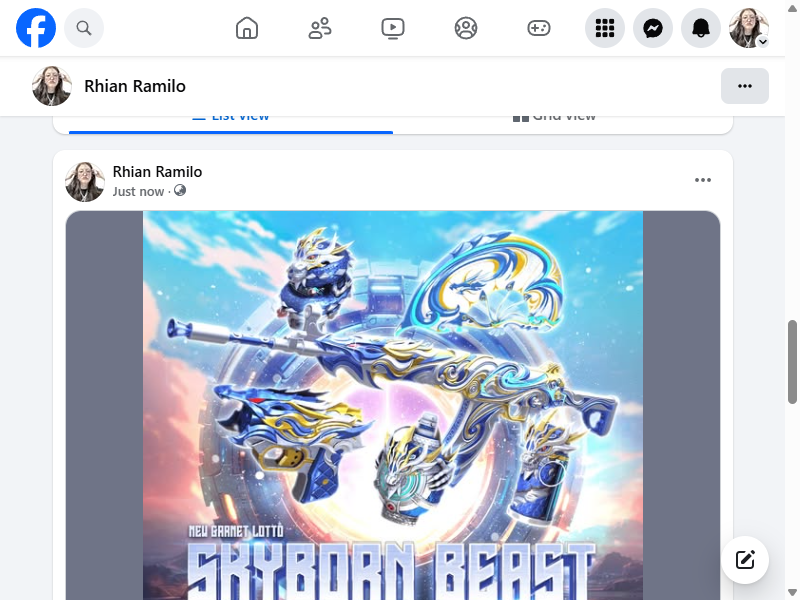 Rhian Ramilo
List view
Grid view
Rhian Ramilo
Just now ·
NEW GARNET LOTTO
SKYBORN BEAST